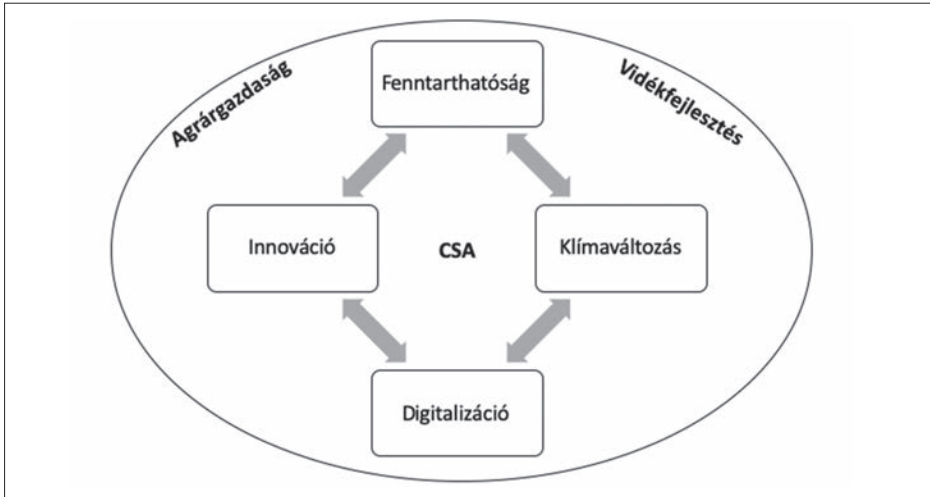 Agrárgazdaság
Fenntarthatóság
Vidékfejlesztés
Innováció
CSA
Klímaváltozás
Digitalizáció